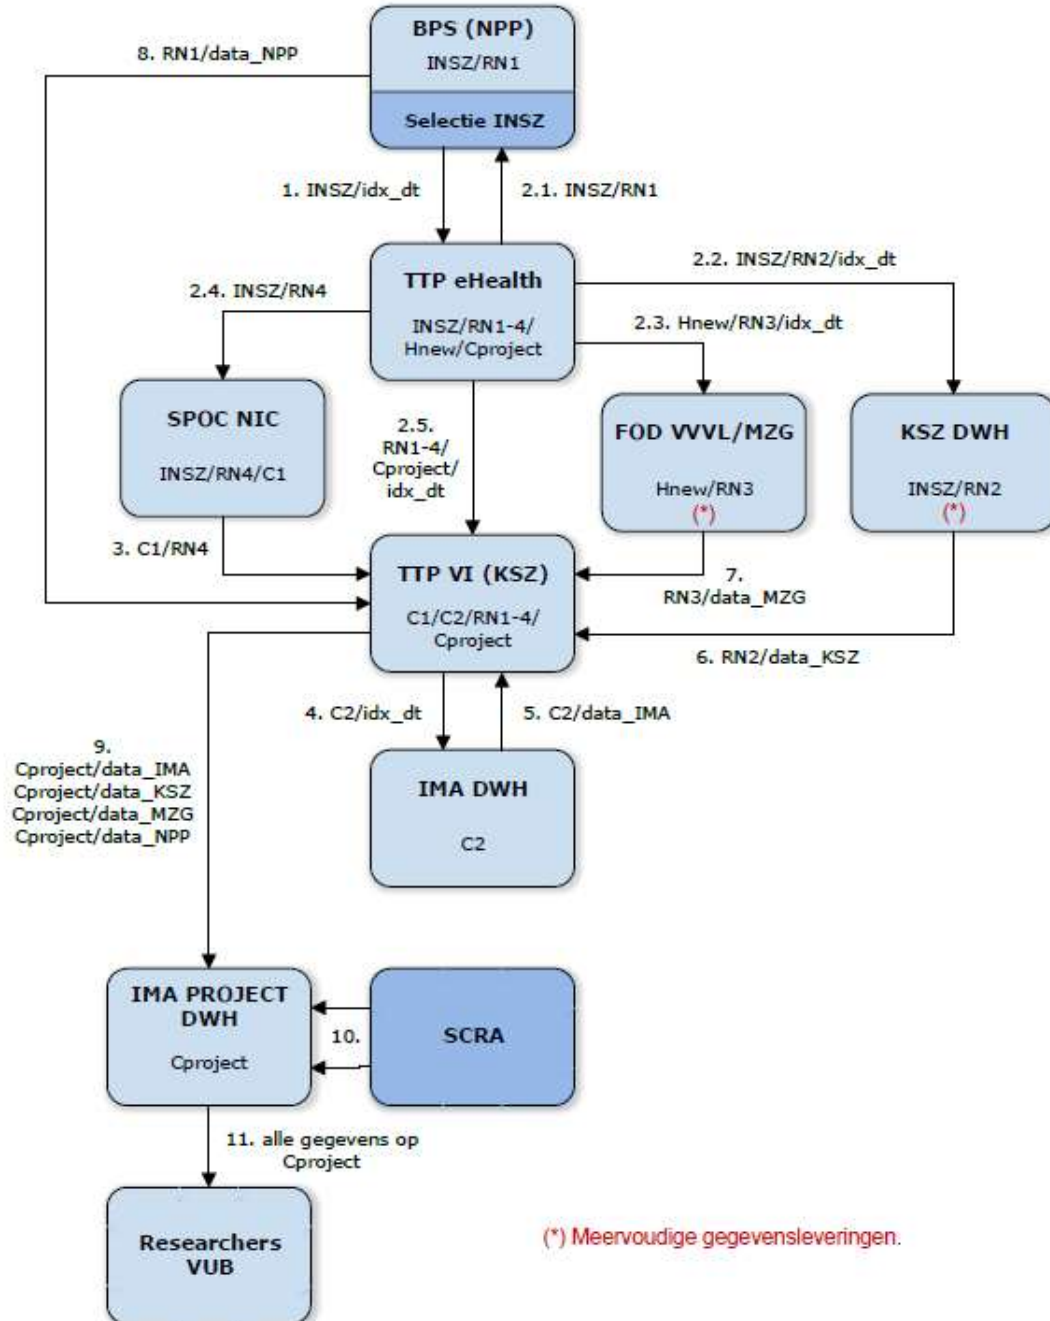 BPS (NPP)
INSZ/RN1
Selectie INSZ
8. RN1/data_NPP
1. INSZ/idx_dt
2.1. INSZ/RN1
TTP eHealth
INSZ/RN1-4/
Hnew/Cproject
2.2. INSZ/RN2/idx_dt
2.3. Hnew/RN3/idx_dt
2.4. INSZ/RN4
SPOC NIC
INSZ/RN4/C1
2.5.
RN1-4/
Cproject/
idx_dt
FOD VVVL/MZG
Hnew/RN3
(*)
KSZ DWH
INSZ/RN2
(*)
3. C1/RN4
TTP VI (KSZ)
C1/C2/RN1-4/
Cproject
7.
RN3/data_MZG
6. RN2/data_KSZ
4. C2/idx_dt
5. C2/data_IMA
9.
Cproject/data_IMA
Cproject/data_KSZ
Cproject/data_MZG
Cproject/data_NPP
IMA DWH
C2
IMA PROJECT
DWH
Cproject
10.
SCRA
11. alle gegevens op
Cproject
Researchers
VUB
(*) Meervoudige gegevensleveringen.